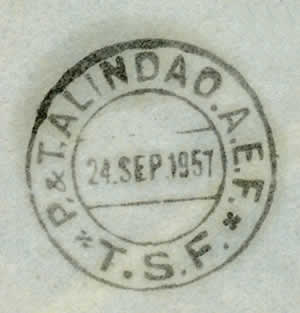 P.&T. ALINDAO. A.E.F.
24.SEP.1957
* T.S.F. *